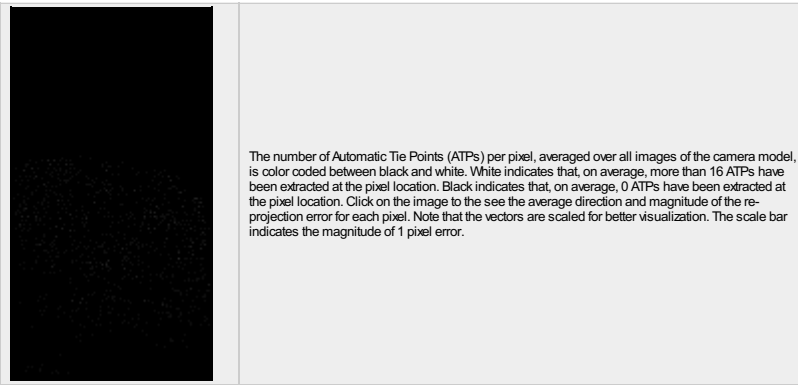 The number of Automatic Tie Points (ATPs) per pixel, averaged over all images of the camera model,
is color coded between black and white. White indicates that, on average, more than 16 ATPs have
been extracted at the pixel location. Black indicates that, on average, 0 ATPs have been extracted at
the pixel location. Click on the image to the see the average direction and magnitude of the re-
projection error for each pixel. Note that the vectors are scaled for better visualization. The scale bar
indicates the magnitude of 1 pixel error.